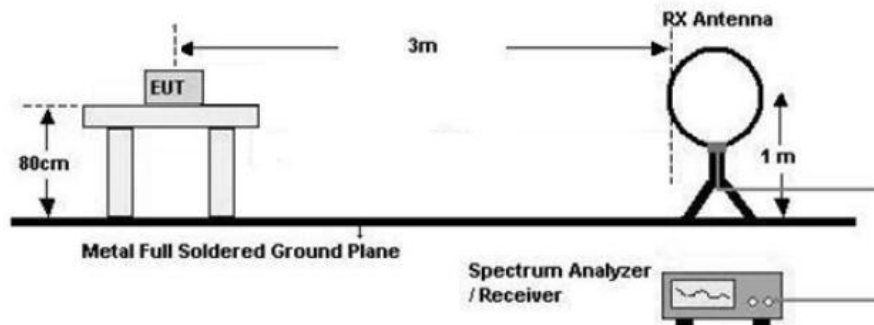 RX Antenna
3m
EUT
80cm
1 m
Metal Full Soldered Ground Plane
Spectrum Analyzer
/ Receiver